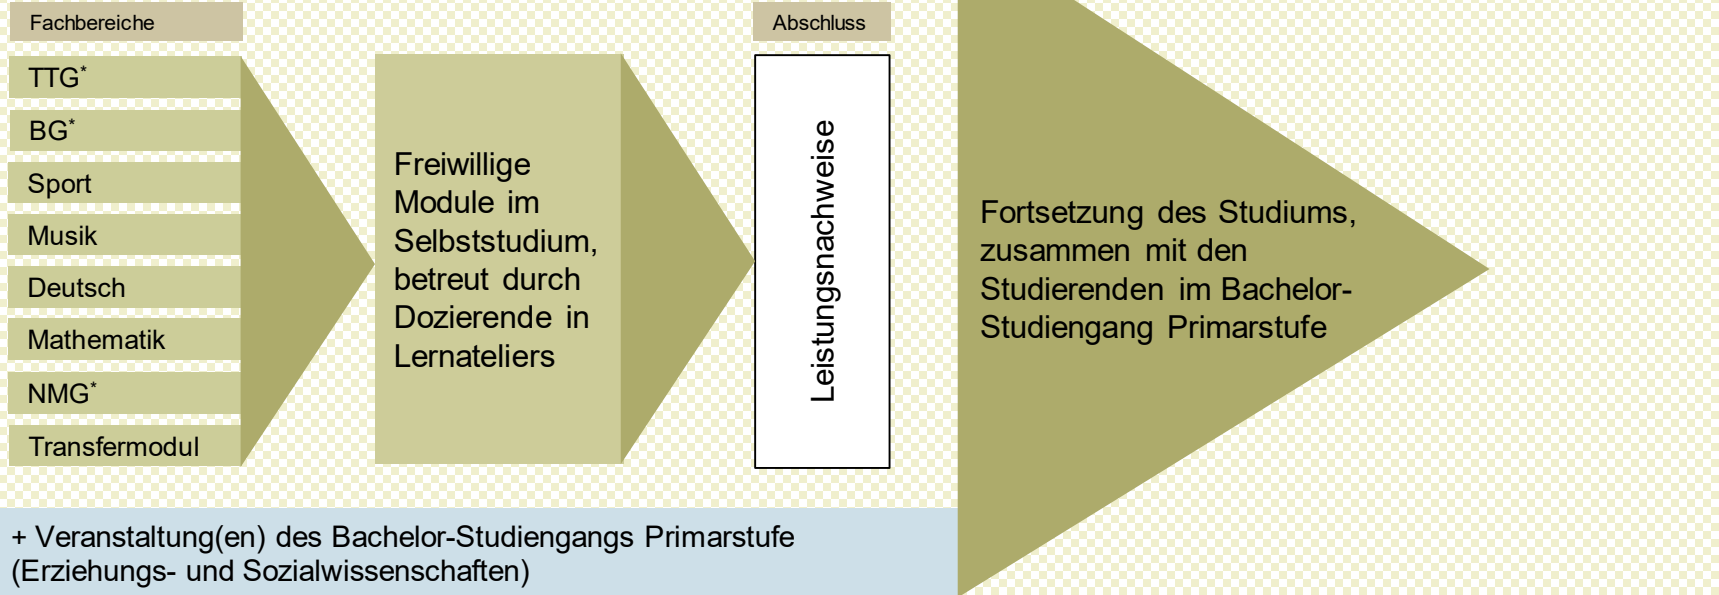 Fachbereiche
TTG*
BG*
Sport
Musik
Deutsch
Mathematik
NMG*
Transfermodul
Freiwillige
Module im
Selbststudium,
betreut durch
Dozierende in
Lernateliers
Abschluss
Leistungsnachweise
Fortsetzung des Studiums,
zusammen mit den
Studierenden im Bachelor-
Studiengang Primarstufe
+ Veranstaltung(en) des Bachelor-Studiengangs Primarstufe
(Erziehungs- und Sozialwissenschaften)